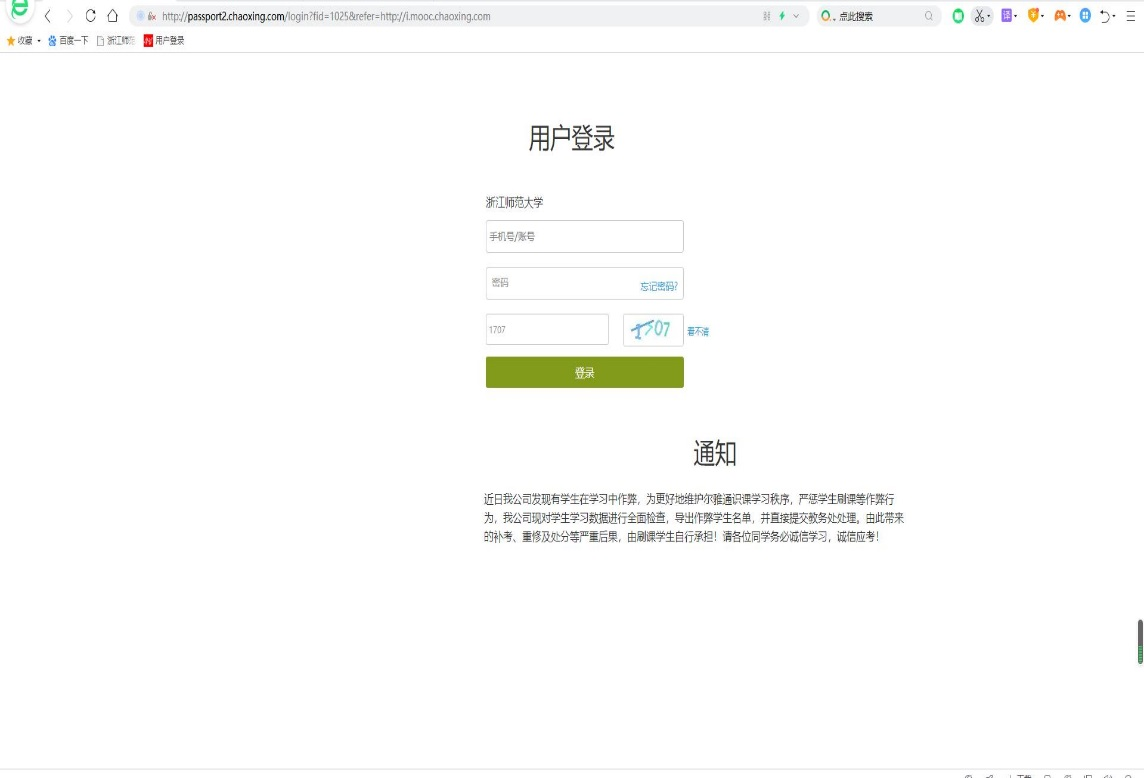 http://passport2.chaoxing.com/login?fid=1025&refer=http://i.mooc.chaoxing.com
点此搜索
收藏 百度一下 浙江师范 用户登录
用户登录
浙江师范大学
手机号/账号
密码 忘记密码?
1707 1707 看不清
登录
通知
近日我公司发现有学生在学习中作弊，为更好地维护尔雅通识课学习秩序，严惩学生刷课等作弊行
为，我公司现对学生学习数据进行全面检查，导出作弊学生名单，并直接提交教务处处理。由此带来
的补考、重修及处分等严重后果，由刷课学生自行承担！请各位同学务必诚信学习，诚信应考！